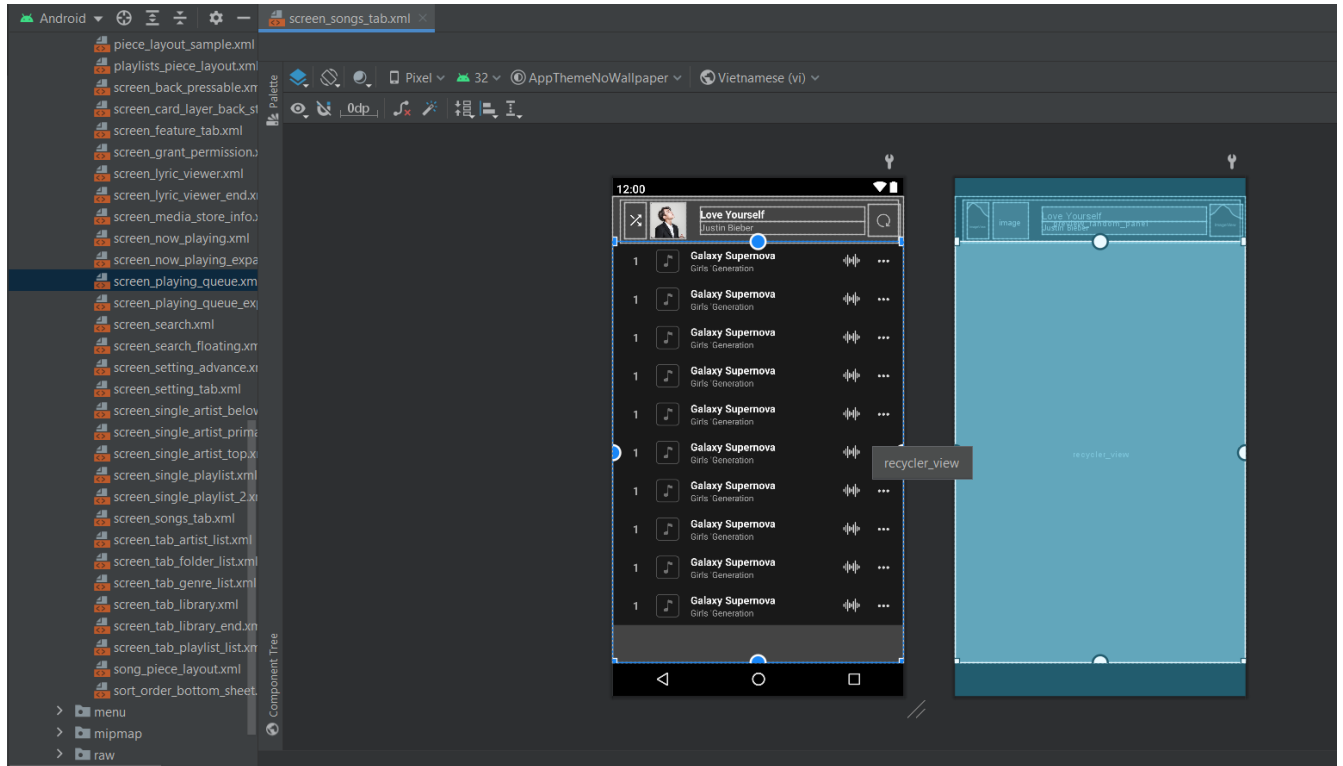 Android
screen_songs_tab.xml
piece_layout_sample.xml
playlists_piece_layout.xml
screen_back_pressable.xm
screen_card_layer_back_st
screen_feature_tab.xml
screen_grant_permission.x
screen_lyric_viewer.xml
screen_lyric_viewer_end.x
screen_media_store_info.x
screen_now_playing.xml
screen_now_playing_expa
screen_playing_queue.xm
screen_playing_queue_exp
screen_search.xml
screen_search_floating.xm
screen_setting_advance.x
screen_setting_tab.xml
screen_single_artist_below
screen_single_artist_prima
screen_single_artist_top.x
screen_single_playlist.xml
screen_single_playlist_2.x
screen_songs_tab.xml
screen_tab_artist_list.xml
screen_tab_folder_list.xml
screen_tab_genre_list.xml
screen_tab_library.xml
screen_tab_library_end.xm
screen_tab_playlist_list.xm
song_piece_layout.xml
sort_order_bottom_sheet.
menu
mipmap
raw
Palette
Component Tree
Pixel 32 AppThemeNoWallpaper Vietnamese (vi)
0dp
12:00
Love Yourself
Justin Bieber
1 Galaxy Supernova
Girls`Generation
1 Galaxy Supernova
Girls`Generation
1 Galaxy Supernova
Girls`Generation
1 Galaxy Supernova
Girls`Generation
1 Galaxy Supernova
Girls`Generation
1 Galaxy Supernova
Girls`Generation
1 Galaxy Supernova
Girls`Generation
1 Galaxy Supernova
Girls`Generation
1 Galaxy Supernova
Girls`Generation
1 Galaxy Supernova
Girls`Generation
recycler_view
image
Love Yourself
preview_random_panel
Justin Bieber
recycler_view